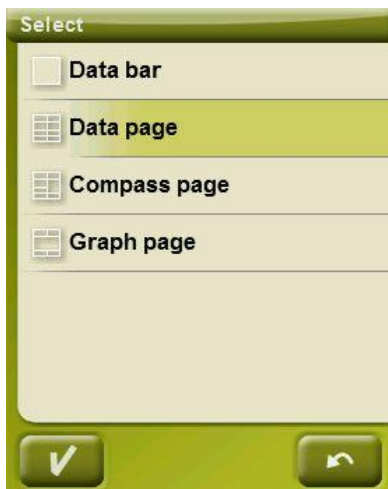 Select
Data bar
Data page
Compass page
Graph page